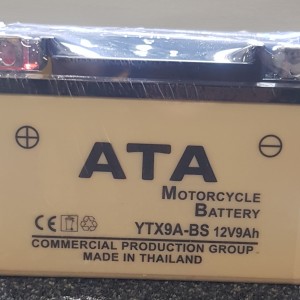 ATA
MOTORCYCLE
BATTERY
YTX9A-BS 12V9Ah
COMMERCIAL PRODUCTION GROUP
MADE IN THAILAND